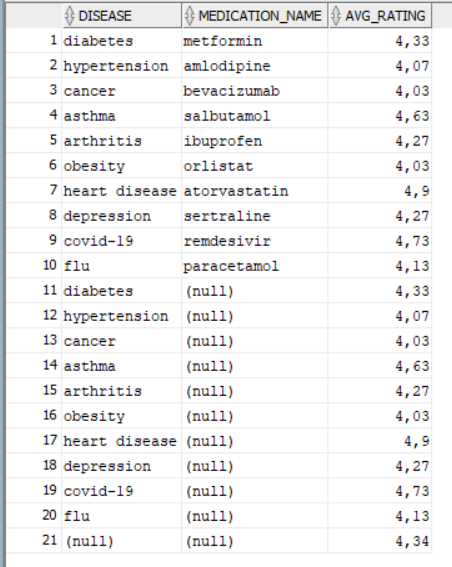 DISEASE MEDICATION_NAME AVG_RATING
1 diabetes metformin 4,33
2 hypertension amlodipine 4,07
3 cancer bevacizumab 4,03
4 asthma salbutamol 4,63
5 arthritis ibuprofen 4,27
6 obesity orlistat 4,03
7 heart disease atorvastatin 4,9
8 depression sertraline 4,27
9 covid-19 remdesivir 4,73
10 flu paracetamol 4,13
11 diabetes (null) 4,33
12 hypertension (null) 4,07
13 cancer (null) 4,03
14 asthma (null) 4,63
15 arthritis (null) 4,27
16 obesity (null) 4,03
17 heart disease (null) 4,9
18 depression (null) 4,27
19 covid-19 (null) 4,73
20 flu (null) 4,13
21 (null) (null) 4,34